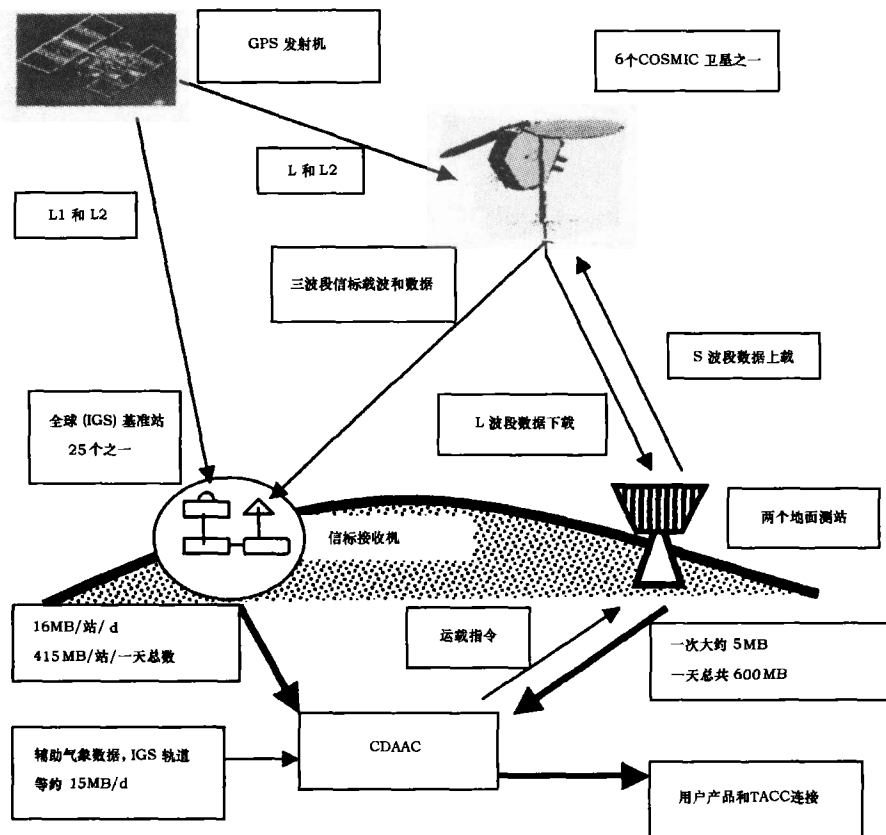 GPS 发射机
6个COSMIC 卫星之一
L 和 L2
L1 和 L2
三波段信标载波和数据
S 波段数据上载
全球 (IGS) 基准站
25个之一
L 波段数据下载
两个地面测站
信标接收机
16MB/站/ d
415MB/站/一天总数
运载指令
一次大约 5MB
一天总共 600MB
辅助气象数据, IGS 轨道
等约 15MB/d
CDAAC
用户产品和TACC连接